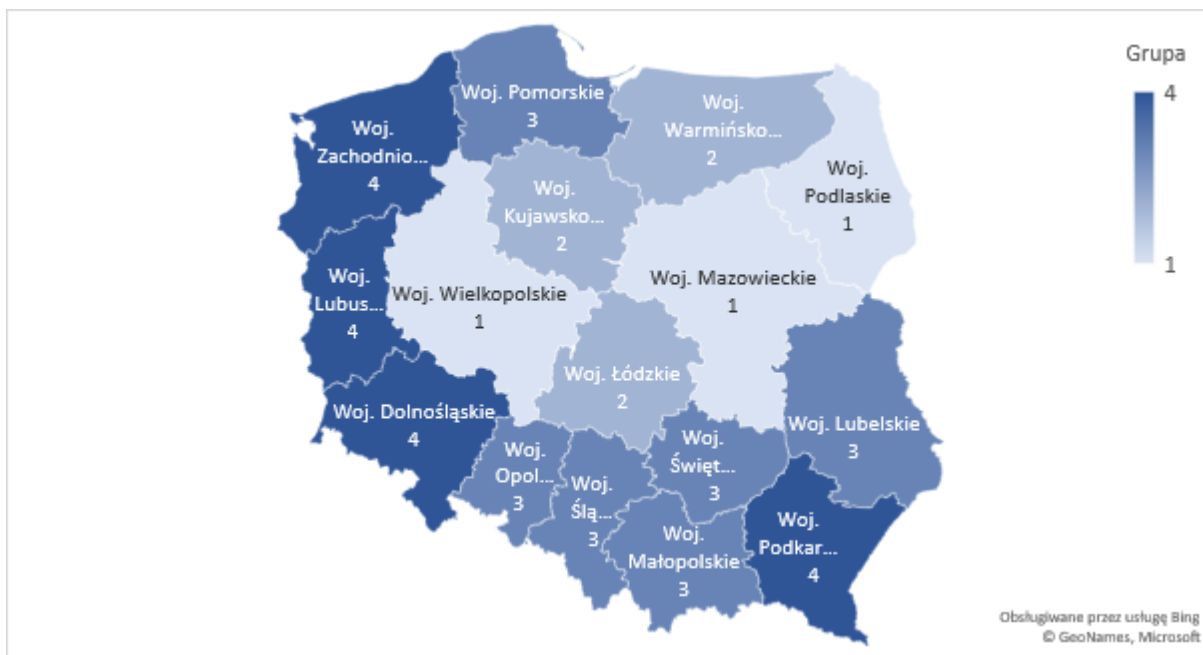 Grupa
4
1
Woj. Pomorskie
3
Woj.
Warmińsko ...
2
Woj.
Zachodnio...
4
Woj.
Podlaskie
1
Woj.
Kujawsko...
2
Woj.
Lubus...
4
Woj. Wielkopolskie
1
Woj. Mazowieckie
1
Woj. Łódzkie
2
Woj. Dolnośląskie
4
Woj. Lubelskie
3
Woj.
Opol...
3
Woj.
Ślą...
3
Woj.
Święt...
3
Woj.
Małopolskie
3
Woj.
Podkar...
4
Obsługiwane przez usługę Bing
© GeoNames, Microsoft